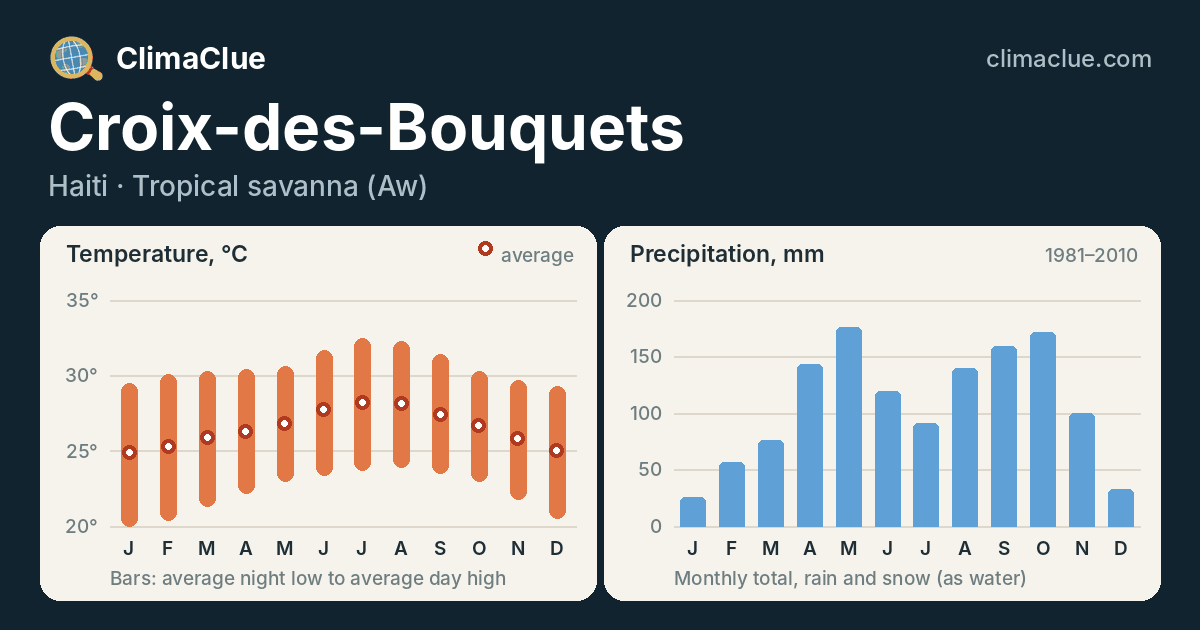 ClimaClue
climaclue.com
Croix-des-Bouquets
Haiti · Tropical savanna (Aw)
Temperature, °C
average
35°
30°
25°
20°
J F M A M J J A S O N D
Bars: average night low to average day high
Precipitation, mm
1981–2010
200
150
100
50
0
J F M A M J J A S O N D
Monthly total, rain and snow (as water)